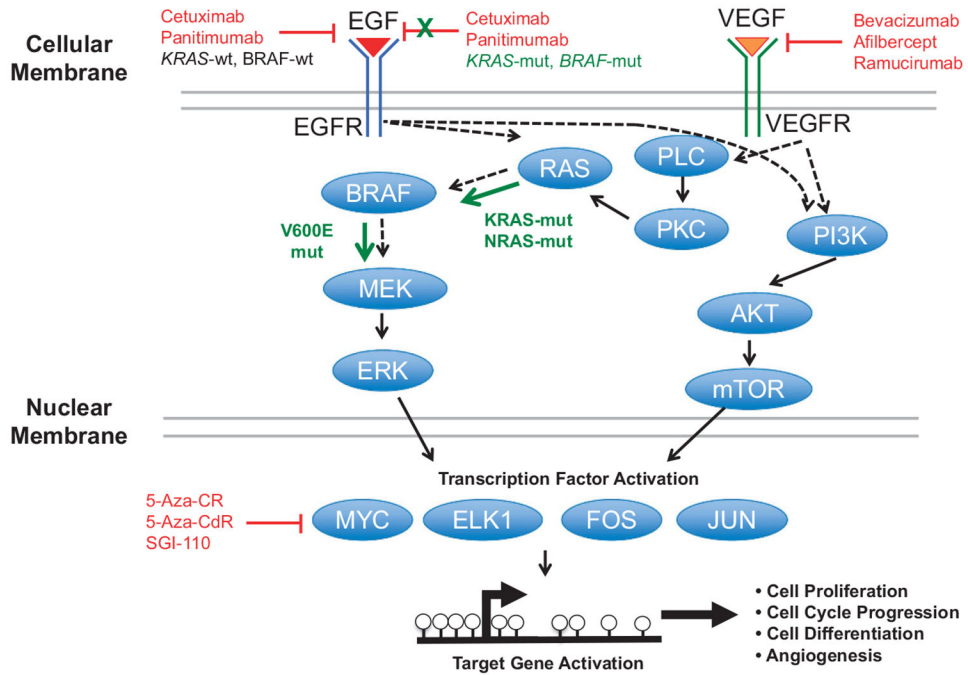 Cellular
Membrane
Cetuximab
Panitimumab
KRAS-wt, BRAF-wt
EGF
X
Cetuximab
Panitimumab
KRAS-mut, BRAF-mut
VEGF
Bevacizumab
Afilbercept
Ramucirumab
EGFR
VEGFR
RAS
PLC
BRAF
KRAS-mut
NRAS-mut
PKC
PI3K
V600E
mut
MEK
AKT
ERK
mTOR
Nuclear
Membrane
Transcription Factor Activation
5-Aza-CR
5-Aza-CdR
SGI-110
MYC
ELK1
FOS
JUN
• Cell Proliferation
• Cell Cycle Progression
• Cell Differentiation
• Angiogenesis
Target Gene Activation